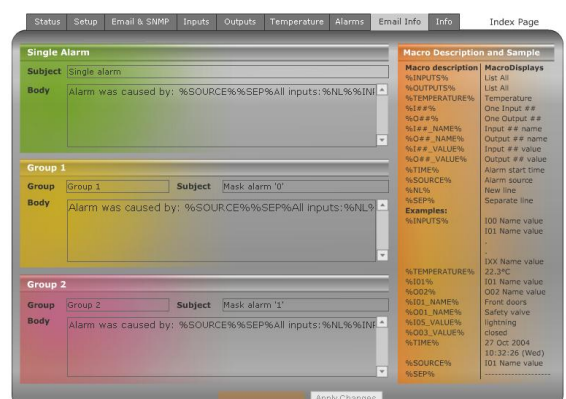 Status Setup Email & SNMP Inputs Outputs Temperature Alarms Email Info Info Index Page
Single Alarm
Subject Single alarm
Body Alarm was caused by: %SOURCE%%SEP%All inputs:%NL%%INF
Group 1
Group Group 1 Subject Mask alarm '0'
Body Alarm was caused by: %SOURCE%%SEP%All inputs:%NL%
Group 2
Group Group 2 Subject Mask alarm '1'
Body Alarm was caused by: %SOURCE%%SEP%All inputs:%NL%%INF
Apply Changes
Macro Description and Sample
Macro description MacroDisplays
%INPUTS% List All
%OUTPUTS% List All
%TEMPERATURE% Temperature
%I##% One Input ##
%O##% One Output ##
%I##_NAME% Input ## name
%O##_NAME% Output ## name
%I##_VALUE% Input ## value
%O##_VALUE% Output ## value
%TIME% Alarm start time
%SOURCE% Alarm source
%NL% New line
%SEP% Separate line
Examples:
%INPUTS% I00 Name value
I01 Name value
.
.
IXX Name value
%TEMPERATURE% 22.3°C
%I01% I01 Name value
%O02% O02 Name value
%I01_NAME% Front doors
%O01_NAME% Safety valve
%I05_VALUE% lightning
%O03_VALUE% closed
%TIME% 27 Oct 2004
10:32:26 (Wed)
%SOURCE% I01 Name value
%SEP% --------------------